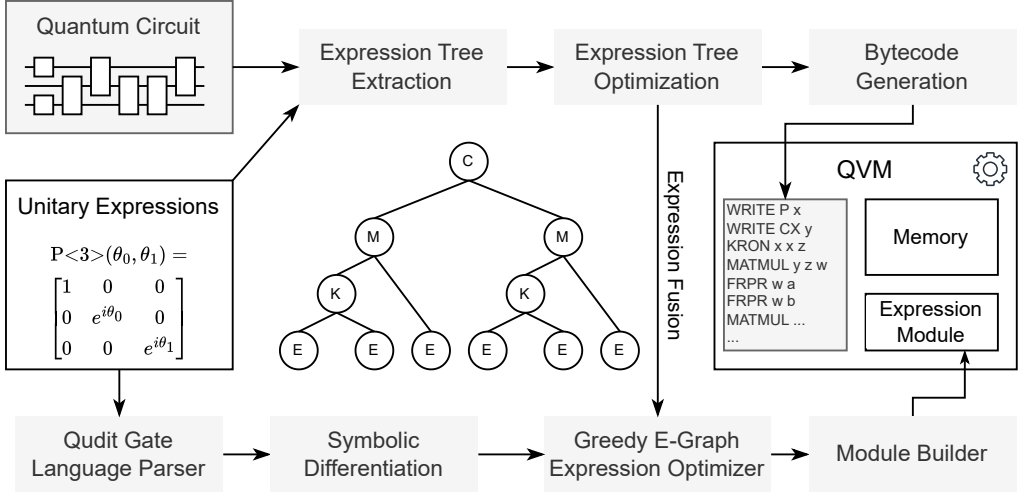 Quantum Circuit
Expression Tree
Extraction
Expression Tree
Optimization
Bytecode
Generation
Unitary Expressions
P<3>(θ₀, θ₁) =
1 0 0
0 e^{iθ₀} 0
0 0 e^{iθ₁}
C
M M
K K
E E E E E E
Expression Fusion
QVM
WRITE P x
WRITE CX y
KRON x x z
MATMUL y z w
FRPR w a
FRPR w b
MATMUL ...
...
Memory
Expression
Module
Qudit Gate
Language Parser
Symbolic
Differentiation
Greedy E-Graph
Expression Optimizer
Module Builder